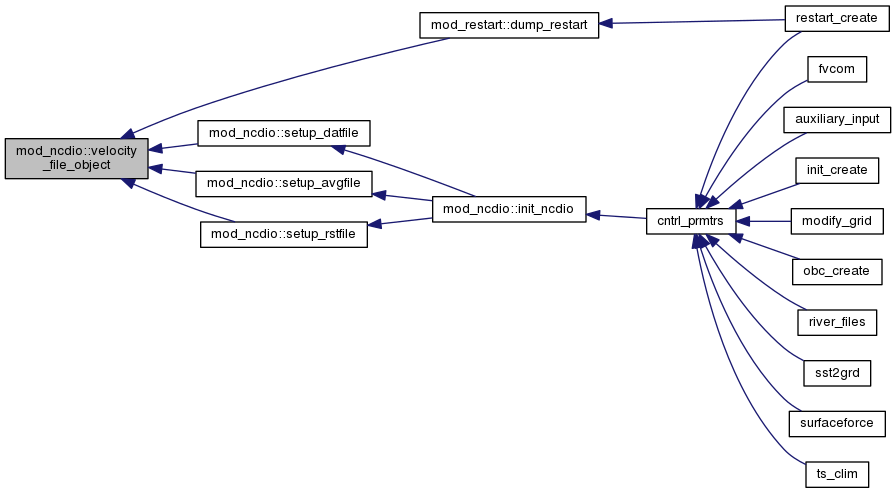 mod_restart::dump_restart
restart_create
fvcom
auxiliary_input
mod_ncdio::velocity
_file_object
mod_ncdio::setup_datfile
mod_ncdio::setup_avgfile
mod_ncdio::setup_rstfile
mod_ncdio::init_ncdio
cntrl_prmtrs
init_create
modify_grid
obc_create
river_files
sst2grd
surfaceforce
ts_clim